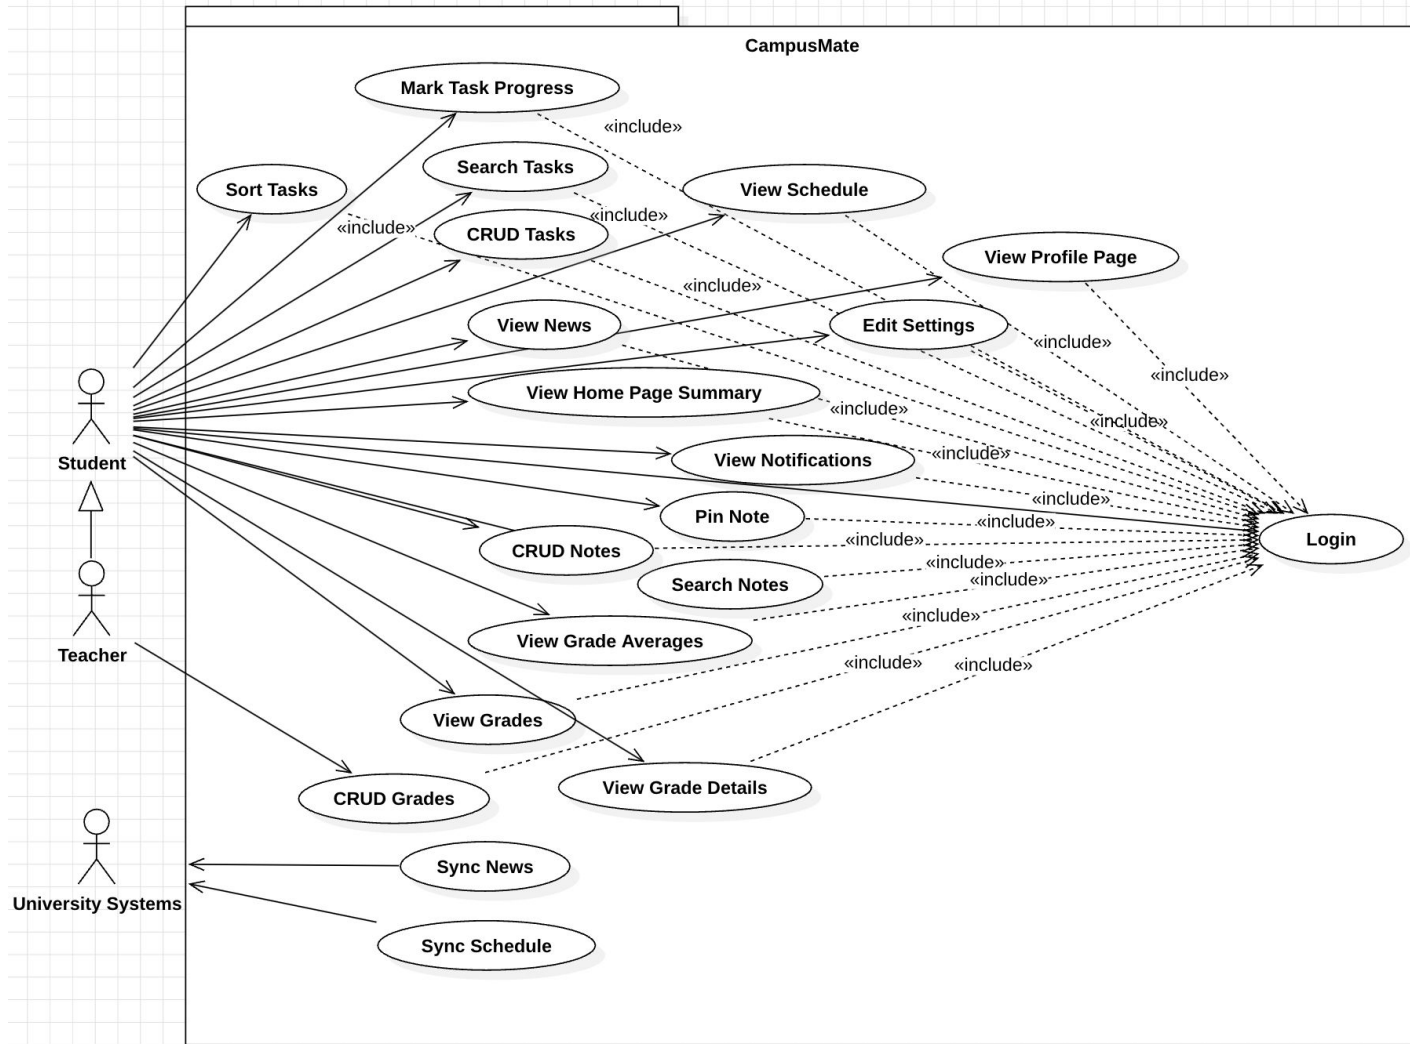 CampusMate
Mark Task Progress
«include»
Search Tasks
Sort Tasks
View Schedule
«include»
«include»
CRUD Tasks
View Profile Page
«include»
View News
Edit Settings
«include»
«include»
View Home Page Summary
«include»
«include»
«include»
View Notifications
«include»
Student
«include»
Pin Note
«include»
«include»
CRUD Notes
Login
«include»
Search Notes
«include»
«include»
View Grade Averages
Teacher
«include»
«include»
View Grades
View Grade Details
CRUD Grades
Sync News
University Systems
Sync Schedule